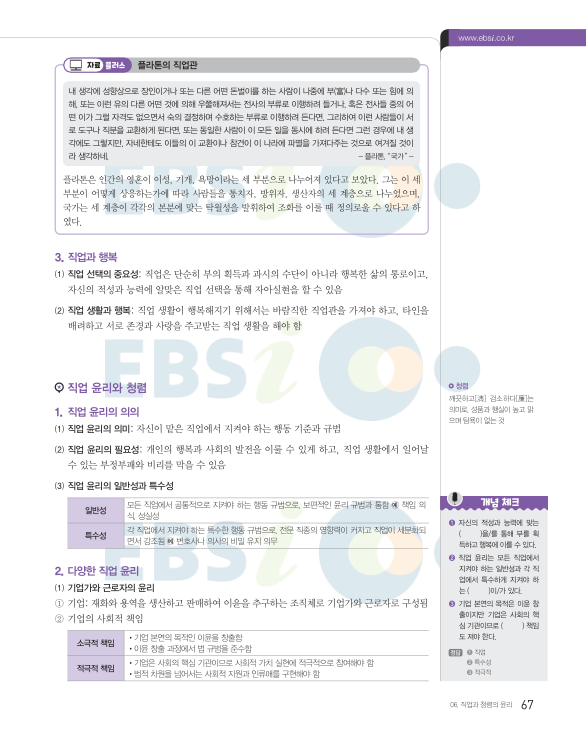 www.ebsi.co.kr
자료 플러스 플라톤의 직업관
내 생각에 성향상으로 장인이거나 또는 다른 어떤 돈벌이를 하는 사람이 나중에 부(富)나 다수 또는 힘에 의
해, 또는 이런 유의 다른 어떤 것에 의해 우쭐해져서는 전사의 부류로 이행하려 들거나, 혹은 전사들 중의 어
떤 이가 그럴 자격도 없으면서 숙의 결정하며 수호하는 부류로 이행하려 든다면, 그리하여 이런 사람들이 서
로 도구나 직분을 교환하게 된다면, 또는 동일한 사람이 이 모든 일을 동시에 하려 든다면 그런 경우에 내 생
각에도 그렇지만, 자네한테도 이들의 이 교환이나 참견이 이 나라에 파멸을 가져다주는 것으로 여겨질 것이
라 생각하네.
- 플라톤, "국가" -
플라톤은 인간의 영혼이 이성, 기개, 욕망이라는 세 부분으로 나누어져 있다고 보았다. 그는 이 세
부분이 어떻게 상응하는가에 따라 사람들을 통치자, 방위자, 생산자의 세 계층으로 나누었으며,
국가는 세 계층이 각각의 본분에 맞는 탁월성을 발휘하여 조화를 이룰 때 정의로울 수 있다고 하
였다.
3. 직업과 행복
(1) 직업 선택의 중요성: 직업은 단순히 부의 획득과 과시의 수단이 아니라 행복한 삶의 통로이고,
자신의 적성과 능력에 알맞은 직업 선택을 통해 자아실현을 할 수 있음
(2) 직업 생활과 행복: 직업 생활이 행복해지기 위해서는 바람직한 직업관을 가져야 하고, 타인을
배려하고 서로 존경과 사랑을 주고받는 직업 생활을 해야 함
직업 윤리와 청렴
1. 직업 윤리의 의의
(1) 직업 윤리의 의미: 자신이 맡은 직업에서 지켜야 하는 행동 기준과 규범
(2) 직업 윤리의 필요성: 개인의 행복과 사회의 발전을 이룰 수 있게 하고, 직업 생활에서 일어날
수 있는 부정부패와 비리를 막을 수 있음
(3) 직업 윤리의 일반성과 특수성
일반성 모든 직업에서 공통적으로 지켜야 하는 행동 규범으로, 보편적인 윤리 규범과 통함 예 책임 의
식, 성실성
특수성 각 직업에서 지켜야 하는 특수한 행동 규범으로, 전문 직종의 영향력이 커지고 직업이 세분화되
면서 강조됨 예 변호사나 의사의 비밀 유지 의무
2. 다양한 직업 윤리
(1) 기업가와 근로자의 윤리
① 기업: 재화와 용역을 생산하고 판매하여 이윤을 추구하는 조직체로 기업가와 근로자로 구성됨
② 기업의 사회적 책임
소극적 책임 • 기업 본연의 목적인 이윤을 창출함
• 이윤 창출 과정에서 법 규범을 준수함
적극적 책임 • 기업은 사회의 핵심 기관이므로 사회적 가치 실현에 적극적으로 참여해야 함
• 법적 차원을 넘어서는 사회적 지원과 인류애를 구현해야 함
청렴
깨끗하고[淸] 검소하다[廉]는
의미로, 성품과 행실이 높고 맑
으며 탐욕이 없는 것
개념 체크
❶ 자신의 적성과 능력에 맞는
( )을/를 통해 부를 획
득하고 행복에 이를 수 있다.
❷ 직업 윤리는 모든 직업에서
지켜야 하는 일반성과 각 직
업에서 특수하게 지켜야 하
는 ( )이/가 있다.
❸ 기업 본연의 목적은 이윤 창
출이지만 기업은 사회의 핵
심 기관이므로 ( ) 책임
도 져야 한다.
정답 ❶ 직업
❷ 특수성
❸ 적극적
06. 직업과 청렴의 윤리 67
EBSi
EBSi
EBSi